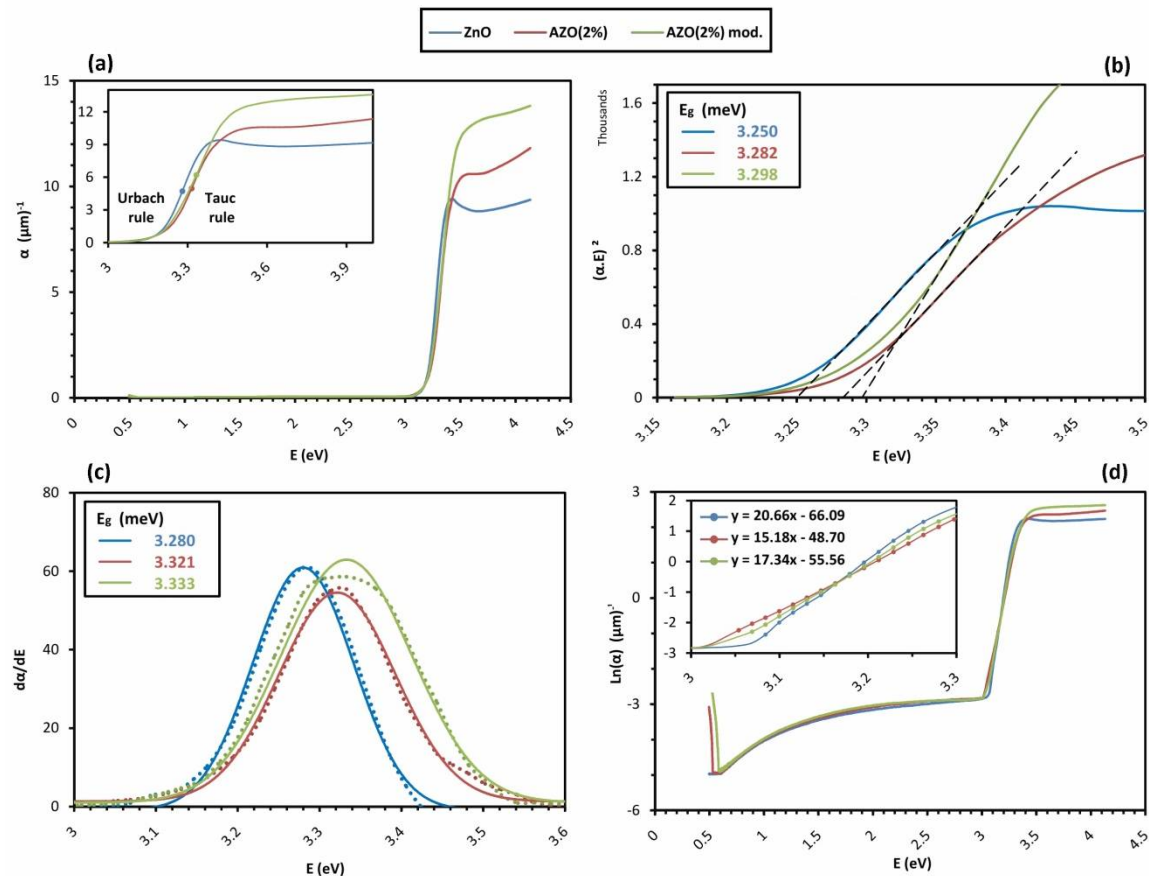 ZnO AZO(2%) AZO(2%) mod.
(a)
α (μm)⁻¹
15
12
9
6
3
0
12
9
6
3
0
Urbach rule
Tauc rule
3 3.3 3.6 3.9
0 0.5 1 1.5 2 2.5 3 3.5 4 4.5
E (eV)
(b)
Thousands
(α.E) ²
1.6
1.2
0.8
0.4
0
Eg (meV)
3.250
3.282
3.298
3.15 3.2 3.25 3.3 3.35 3.4 3.45 3.5
E (eV)
(c)
dα/dE
80
60
40
20
0
Eg (meV)
3.280
3.321
3.333
3 3.1 3.2 3.3 3.4 3.5 3.6
E (eV)
(d)
Ln(α) (μm)⁻¹
3
0
-3
-6
2
1
0
-1
-2
-3
y = 20.66x - 66.09
y = 15.18x - 48.70
y = 17.34x - 55.56
3 3.1 3.2 3.3
0 0.5 1 1.5 2 2.5 3 3.5 4 4.5
E (eV)